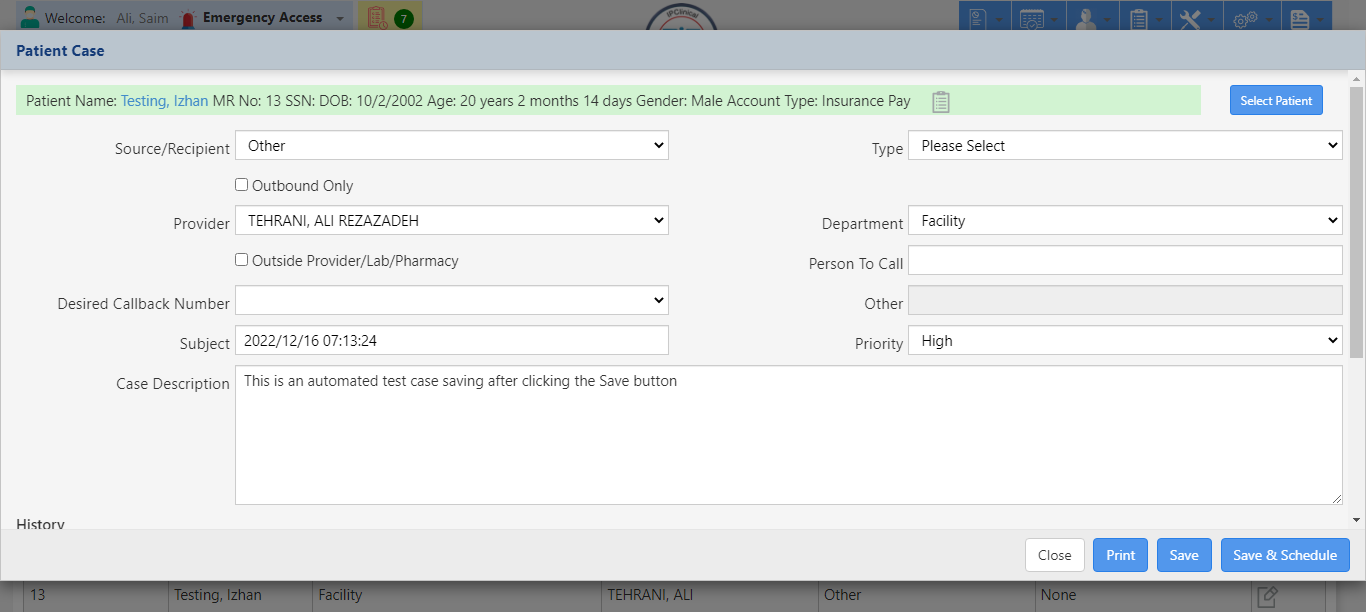 Welcome: Ali, Saim Emergency Access 7
IPClinical
Patient Case
Patient Name: Testing, Izhan MR No: 13 SSN: DOB: 10/2/2002 Age: 20 years 2 months 14 days Gender: Male Account Type: Insurance Pay Select Patient
Source/Recipient Other Type Please Select
Outbound Only
Provider TEHRANI, ALI REZAZADEH Department Facility
Outside Provider/Lab/Pharmacy Person To Call
Desired Callback Number Other
Subject 2022/12/16 07:13:24 Priority High
Case Description This is an automated test case saving after clicking the Save button
History
Close Print Save Save & Schedule
13 Testing, Izhan Facility TEHRANI, ALI Other None